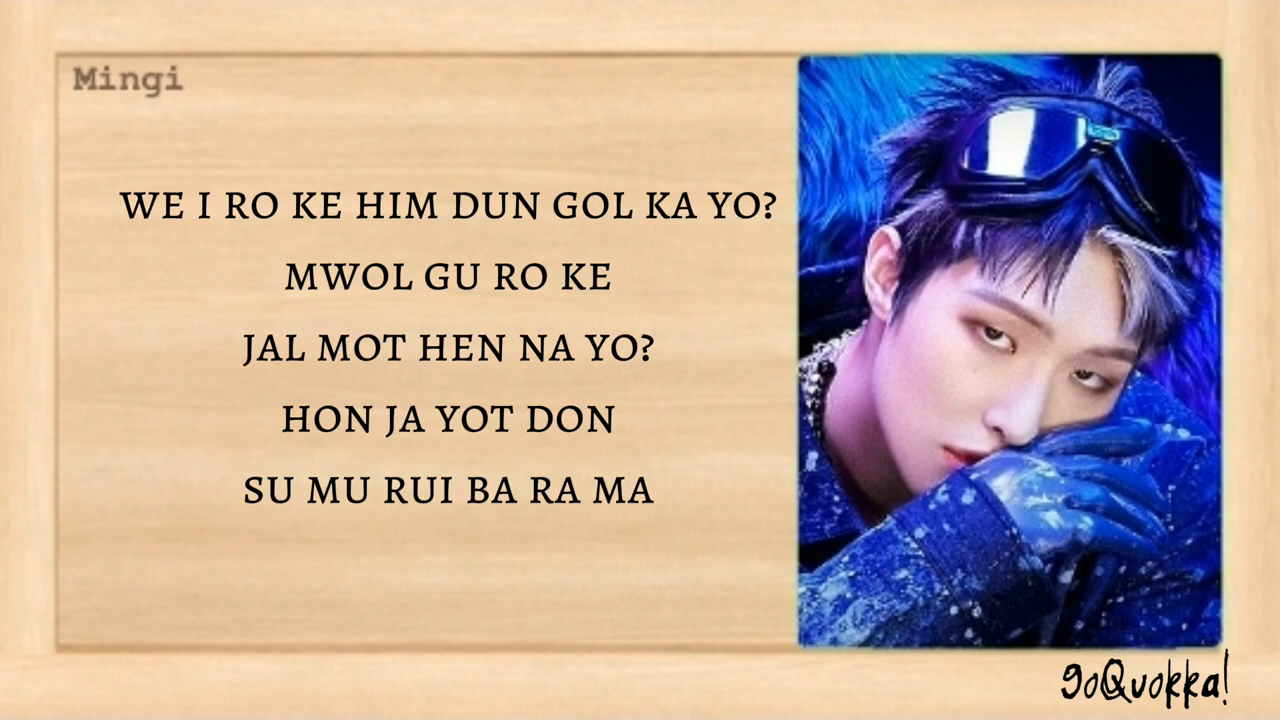 Mingi
WE I RO KE HIM DUN GOL KA YO?
MWOL GU RO KE
JAL MOT HEN NA YO?
HON JA YOT DON
SU MU RUI BA RA MA
goQuokka!